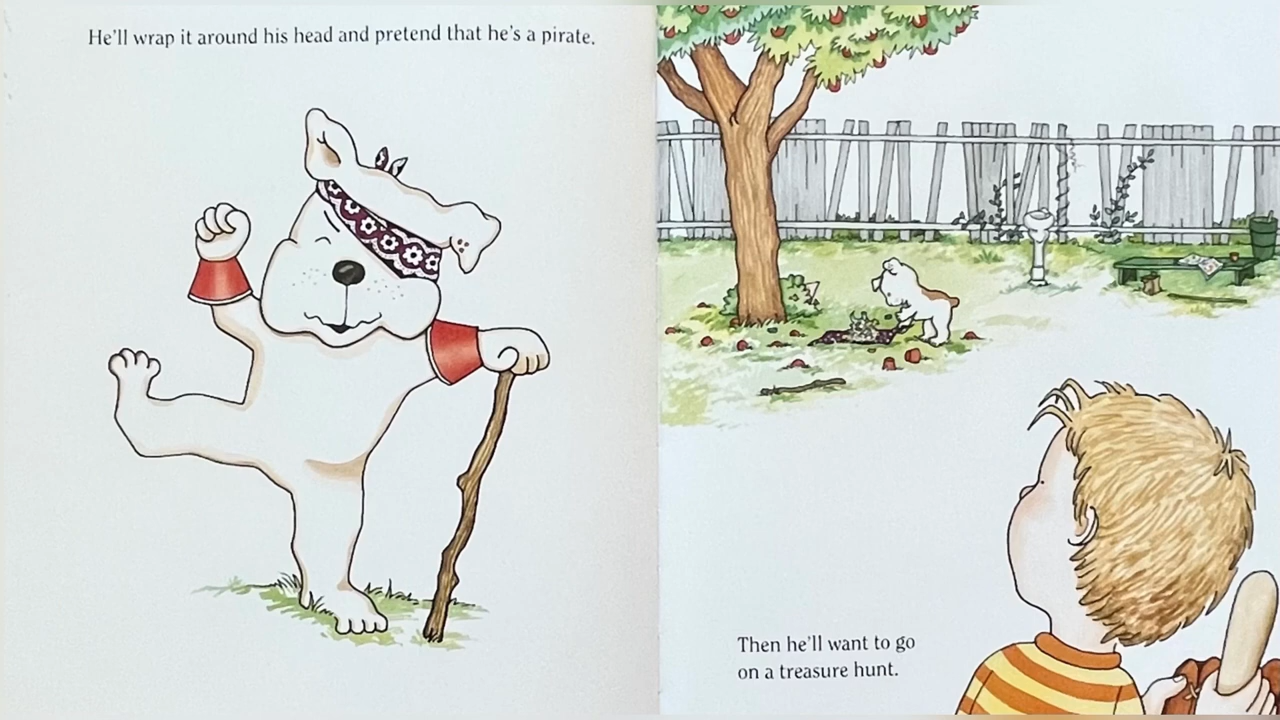 He'll wrap it around his head and pretend that he's a pirate.
Then he'll want to go
on a treasure hunt.